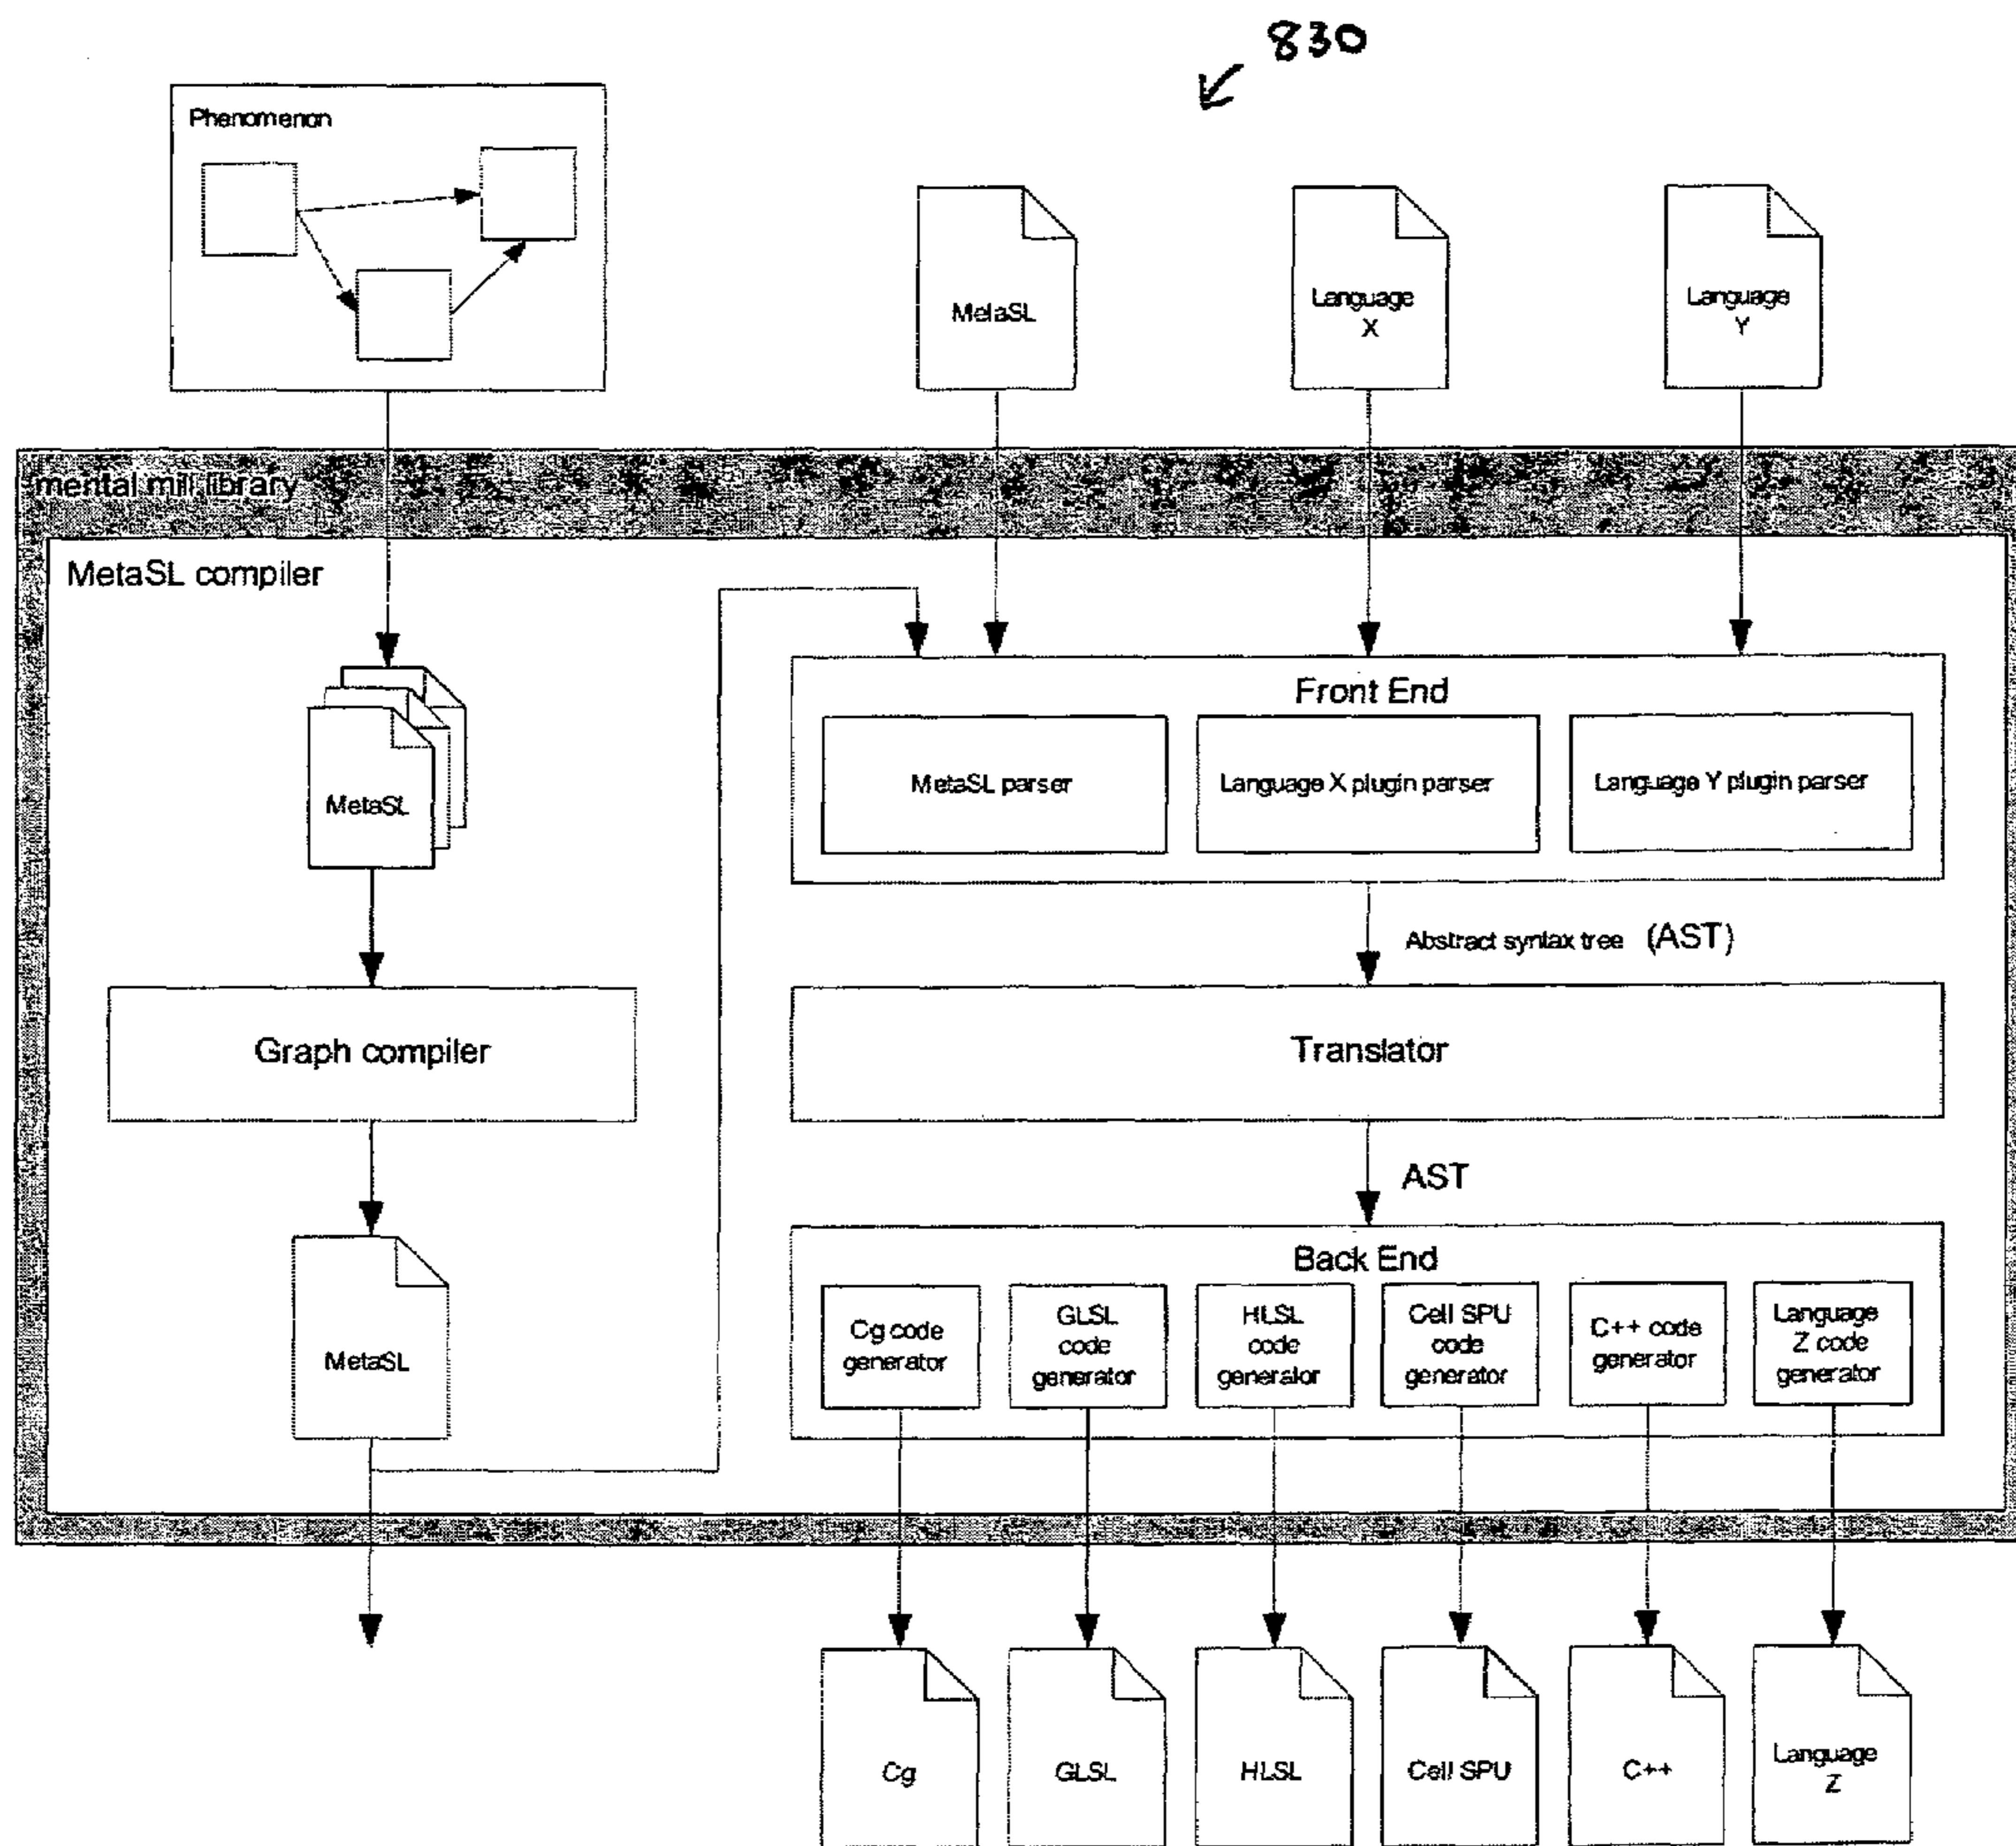 830
Phenomenon
MetaSL
Language
X
Language
Y
mental mill library
MetaSL compiler
MetaSL
Graph compiler
MetaSL
Front End
MetaSL parser
Language X plugin parser
Language Y plugin parser
Abstract syntax tree (AST)
Translator
AST
Back End
Cg code
generator
GLSL
code
generator
HLSL
code
generator
Cell SPU
code
generator
C++ code
generator
Language
Z code
generator
Cg
GLSL
HLSL
Cell SPU
C++
Language
Z